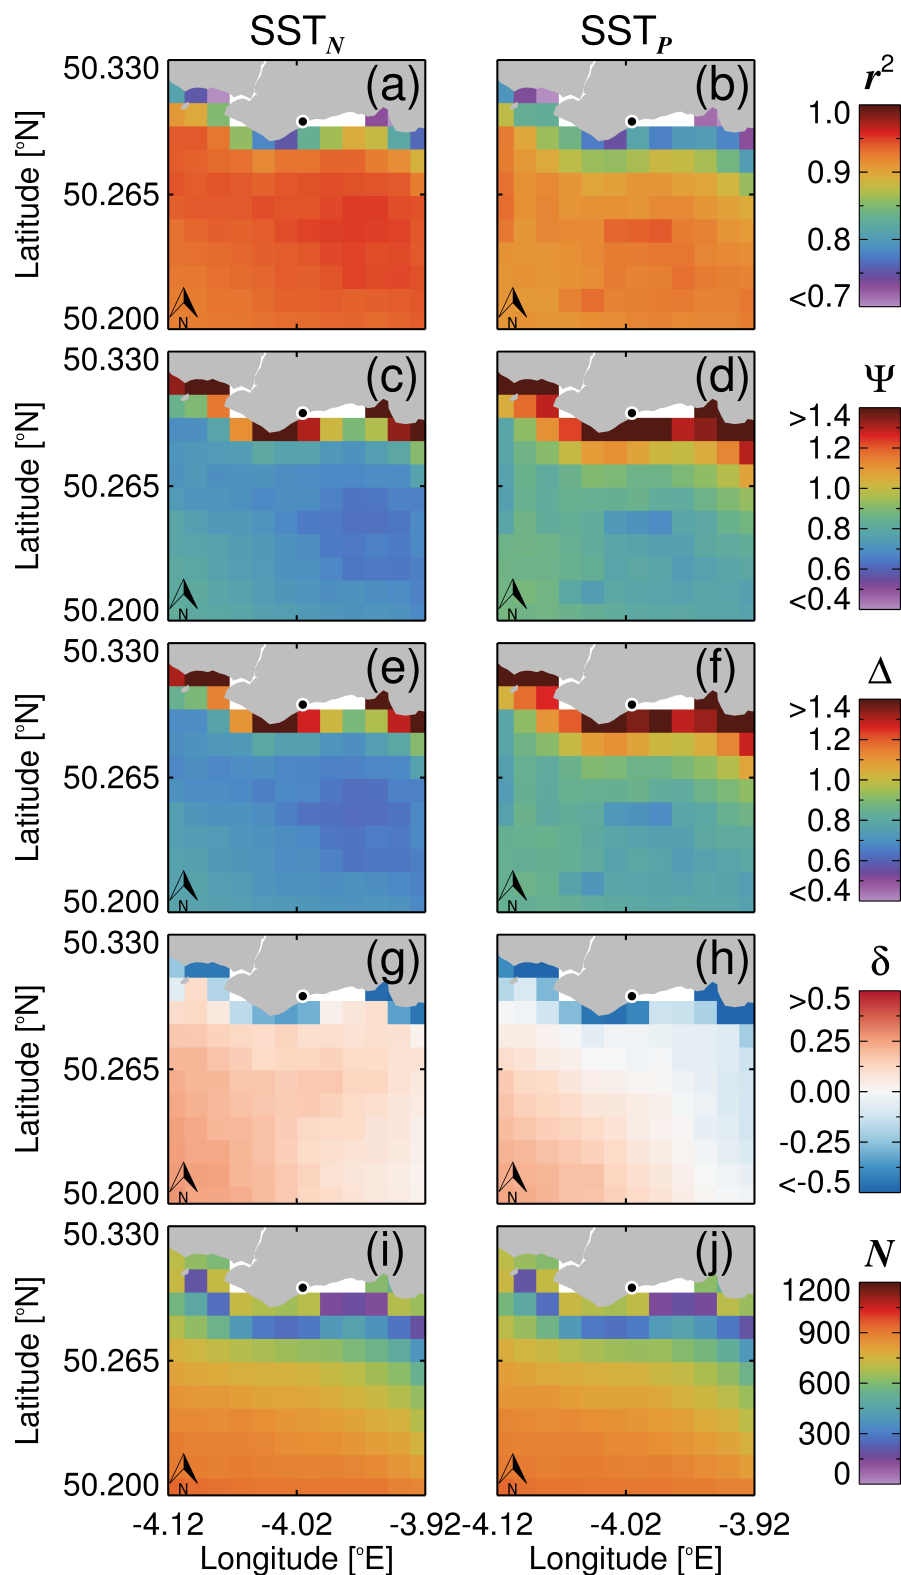 SST_N SST_P
50.330 (a) (b) r²
Latitude [°N] 50.265 1.0
0.9
0.8
<0.7
50.200 N N
50.330 (c) (d) Ψ
Latitude [°N] 50.265 >1.4
1.2
1.0
0.8
0.6
<0.4
50.200 N N
50.330 (e) (f) Δ
Latitude [°N] 50.265 >1.4
1.2
1.0
0.8
0.6
<0.4
50.200 N N
50.330 (g) (h) δ
Latitude [°N] 50.265 >0.5
0.25
0.00
-0.25
<-0.5
50.200 N N
50.330 (i) (j) N
Latitude [°N] 50.265 1200
900
600
300
0
50.200 N N
-4.12 -4.02 -3.92 -4.12 -4.02 -3.92
Longitude [°E] Longitude [°E]